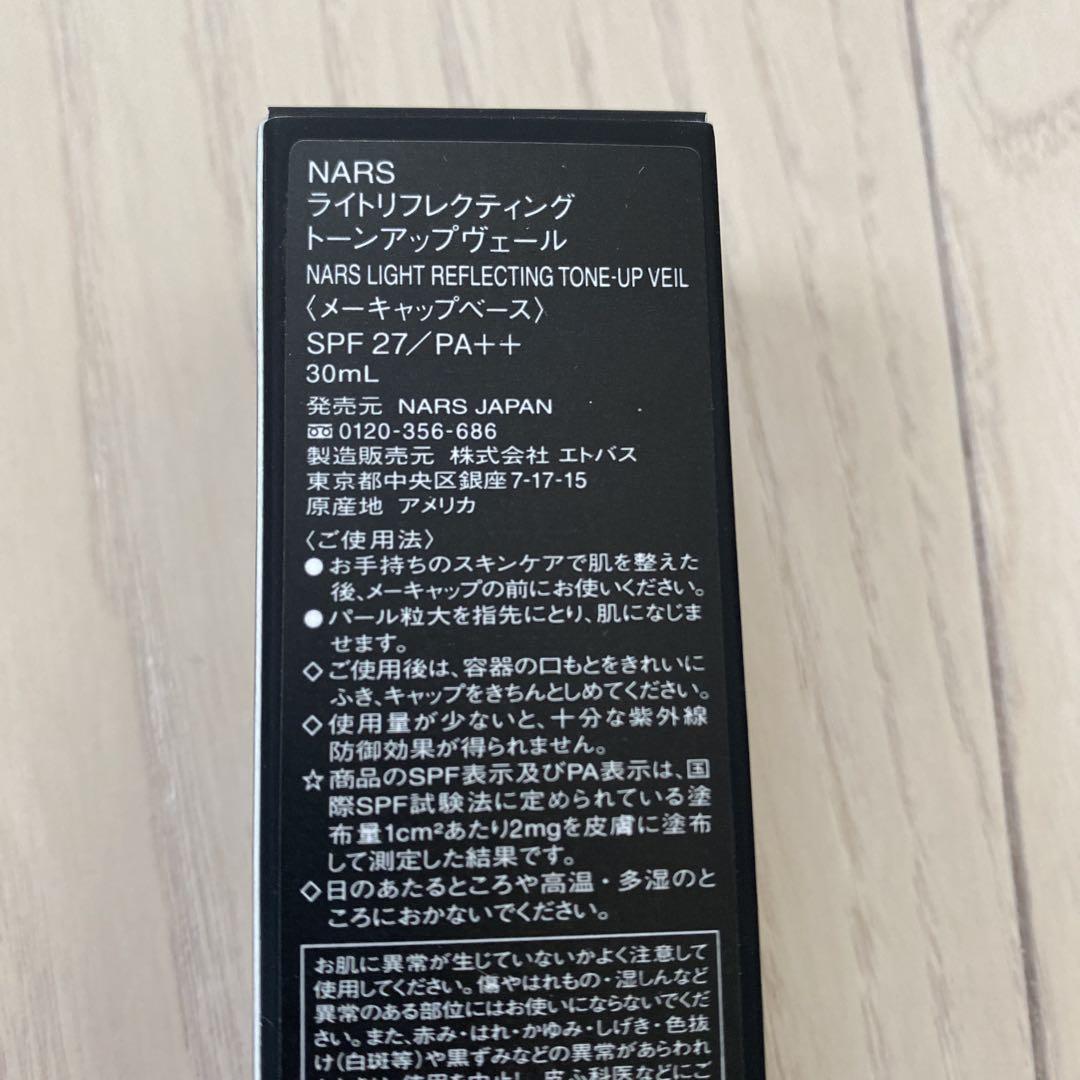 NARS
ライトリフレクティング
トーンアップヴェール
NARS LIGHT REFLECTING TONE-UP VEIL
〈メーキャップベース〉
SPF 27／PA++
30mL
発売元 NARS JAPAN
0120-356-686
製造販売元 株式会社 エトバス
東京都中央区銀座7-17-15
原産地 アメリカ
〈ご使用法〉
●お手持ちのスキンケアで肌を整えた
後、メーキャップの前にお使いください。
●パール粒大を指先にとり、肌になじま
せます。
◇ご使用後は、容器の口もとをきれいに
ふき、キャップをきちんとしめてください。
◇使用量が少ないと、十分な紫外線
防御効果が得られません。
☆商品のSPF表示及びPA表示は、国
際SPF試験法に定められている塗
布量1cm²あたり2mgを皮膚に塗布
して測定した結果です。
◇日のあたるところや高温・多湿のと
ころにおかないでください。
お肌に異常が生じていないかよく注意して
使用してください。傷やはれもの・湿しんなど
異常のある部位にはお使いにならないでくだ
さい。また、赤み・はれ・かゆみ・しげき・色抜
け(白斑等)や黒ずみなどの異常があらわれ
使用を中止し、皮ふ科医などにご